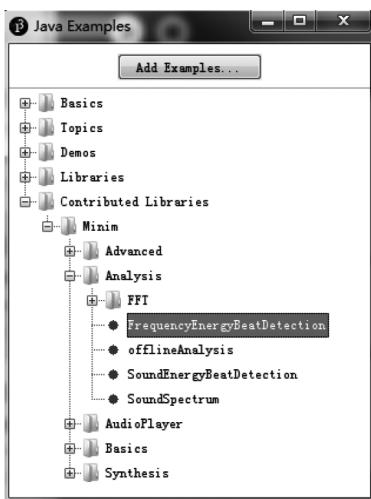 Java Examples
Add Examples...
Basics
Topics
Demos
Libraries
Contributed Libraries
Minim
Advanced
Analysis
FFT
FrequencyEnergyBeatDetection
offlineAnalysis
SoundEnergyBeatDetection
SoundSpectrum
AudioPlayer
Basics
Synthesis